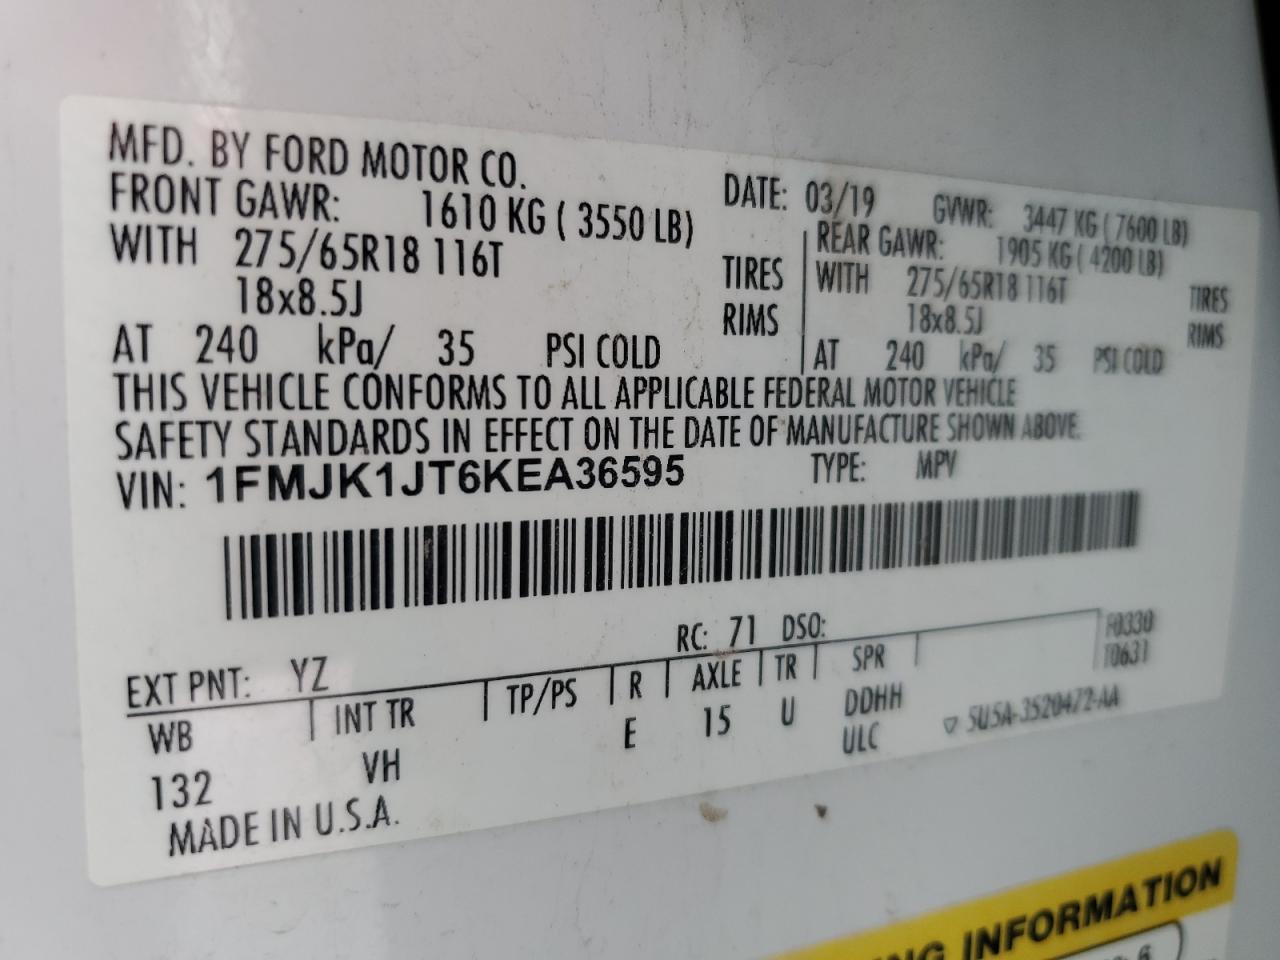 MFD. BY FORD MOTOR CO.
DATE: 03/19 GVWR: 3447 KG ( 7600 LB)
FRONT GAWR: 1610 KG ( 3550 LB)
REAR GAWR: 1905 KG ( 4200 LB)
WITH 275/65R18 116T TIRES
WITH 275/65R18 116T TIRES
18x8.5J RIMS
18x8.5J RIMS
AT 240 kPa/ 35 PSI COLD
AT 240 kPa/ 35 PSI COLD
THIS VEHICLE CONFORMS TO ALL APPLICABLE FEDERAL MOTOR VEHICLE
SAFETY STANDARDS IN EFFECT ON THE DATE OF MANUFACTURE SHOWN ABOVE.
VIN: 1FMJK1JT6KEA36595 TYPE: MPV
F0330
EXT PNT: YZ RC: 71 DSO:
T0631
WB INT TR TP/PS R AXLE TR SPR
132 VH E 15 U DDHH
ULC
MADE IN U.S.A.
INFORMATION